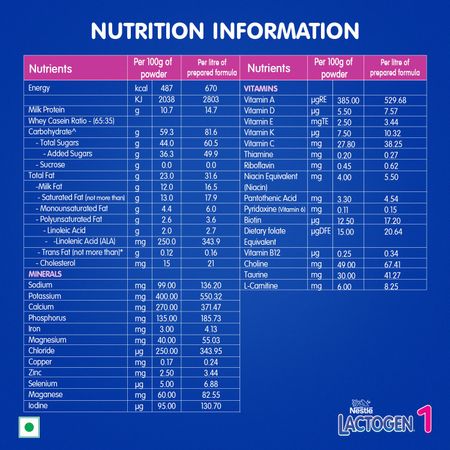 NUTRITION INFORMATION
Nutrients Per 100g of powder Per litre of prepared formula
Energy kcal 487 670
KJ 2038 2803
Milk Protein g 10.7 14.7
Whey Casein Ratio - (65:35)
Carbohydrate^ g 59.3 81.6
- Total Sugars g 44.0 60.5
- Added Sugars g 36.3 49.9
- Sucrose g 0.0 0.0
Total Fat g 23.0 31.6
-Milk Fat g 12.0 16.5
- Saturated Fat (not more than) g 13.0 17.9
- Monounsaturated Fat g 4.4 6.0
- Polyunsaturated Fat g 2.6 3.6
- Linoleic Acid g 2.0 2.7
- -Linolenic Acid (ALA) mg 250.0 343.9
- Trans Fat (not more than)* g 0.12 0.16
- Cholesterol mg 15 21
MINERALS
Sodium mg 99.00 136.20
Potassium mg 400.00 550.32
Calcium mg 270.00 371.47
Phosphorus mg 135.00 185.73
Iron mg 3.00 4.13
Magnesium mg 40.00 55.03
Chloride µg 250.00 343.95
Copper mg 0.17 0.24
Zinc mg 2.50 3.44
Selenium µg 5.00 6.88
Maganese mg 60.00 82.55
Iodine µg 95.00 130.70
Nutrients Per 100g of powder Per litre of prepared formula
VITAMINS
Vitamin A µgRE 385.00 529.68
Vitamin D µg 5.50 7.57
Vitamin E mgTE 2.50 3.44
Vitamin K µg 7.50 10.32
Vitamin C mg 27.80 38.25
Thiamine mg 0.20 0.27
Riboflavin mg 0.45 0.62
Niacin Equivalent mg 4.00 5.50
(Niacin)
Pantothenic Acid mg 3.30 4.54
Pyridoxine (Vitamin 6) mg 0.11 0.15
Biotin µg 12.50 17.20
Dietary folate µgDFE 15.00 20.64
Equivalent
Vitamin B12 µg 0.25 0.34
Choline mg 49.00 67.41
Taurine mg 30.00 41.27
L-Carnitine mg 6.00 8.25
Nestlé
LACTOGEN 1